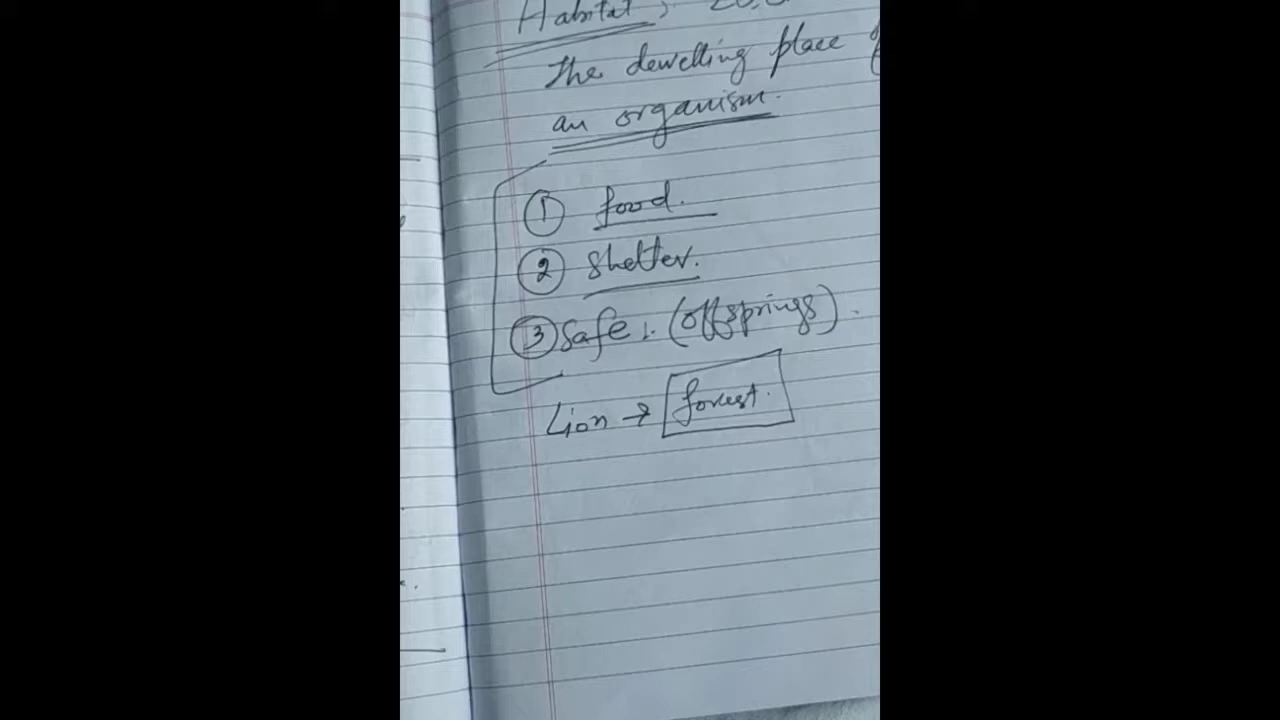 Habitat :
The dewelling place
an organism.
① food.
② Shelter.
③ Safe :. (offsprings).
Lion → forest.